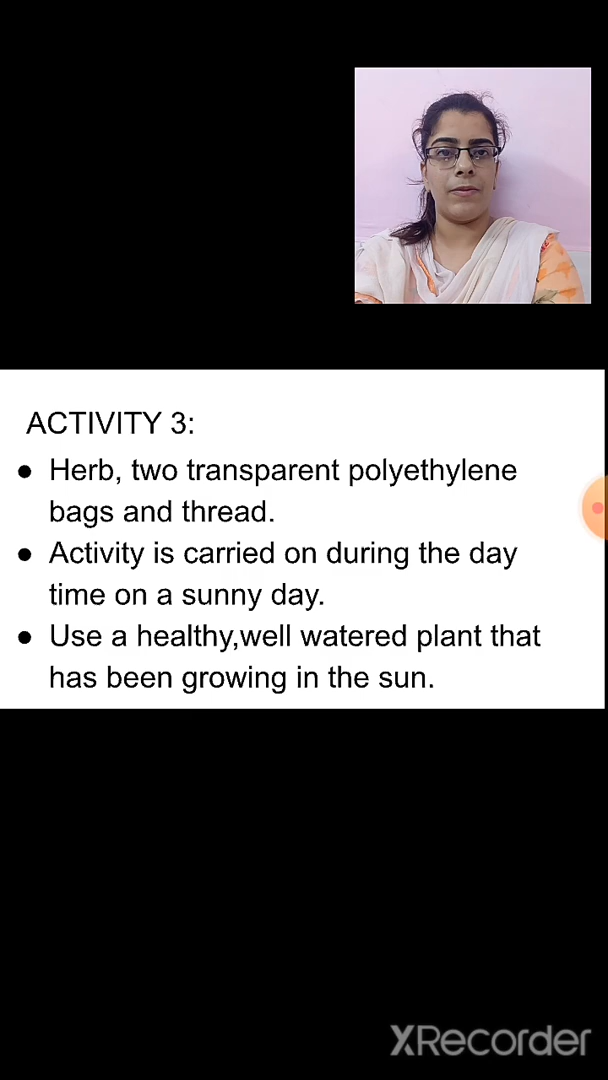 ACTIVITY 3:
● Herb, two transparent polyethylene
bags and thread.
● Activity is carried on during the day
time on a sunny day.
● Use a healthy,well watered plant that
has been growing in the sun.
XRecorder